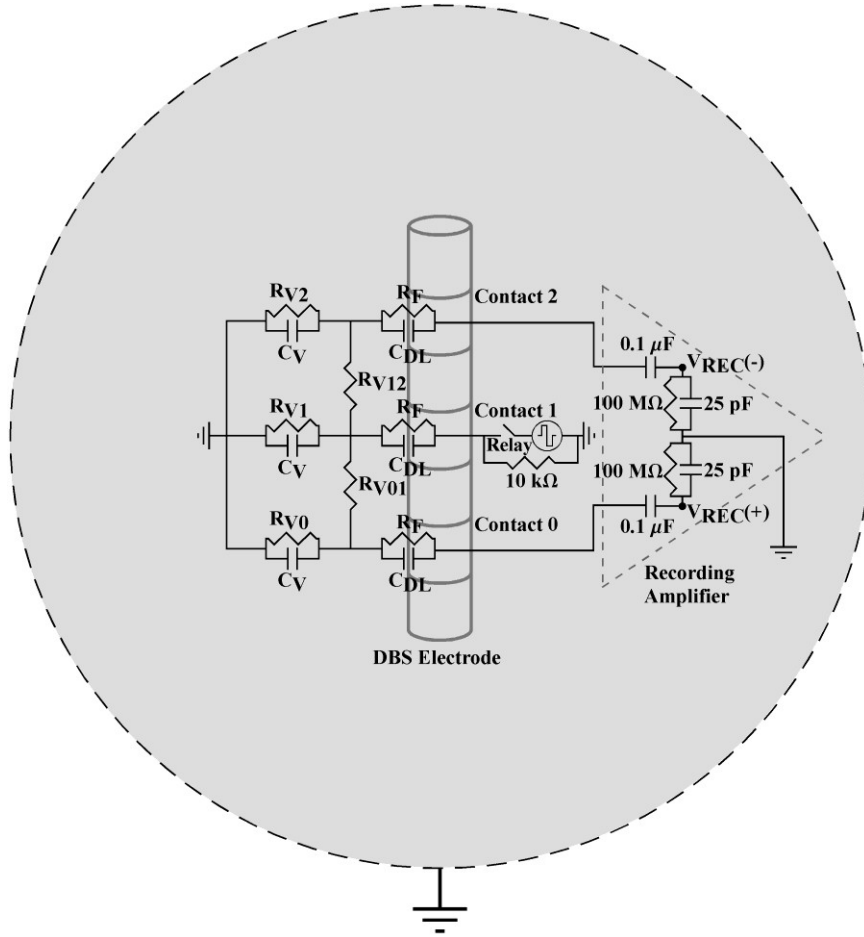 RV2
RF
Contact 2
CV
CDL
RV12
0.1 µF
VREC(-)
100 MΩ
25 pF
RV1
RF
Contact 1
CV
CDL
Relay
10 kΩ
RV01
100 MΩ
25 pF
RV0
RF
Contact 0
CV
CDL
0.1 µF
VREC(+)
Recording
Amplifier
DBS Electrode